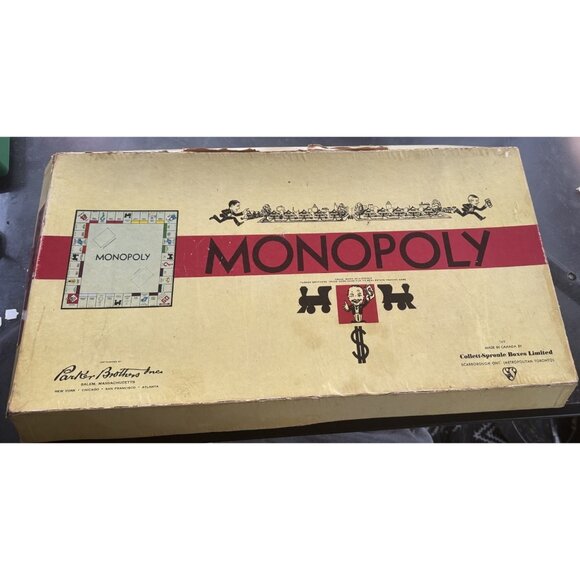 MONOPOLY
MONOPOLY
Parker Brothers Inc.
SALEM, MASSACHUSETTS
NEW YORK • CHICAGO • SAN FRANCISCO • ATLANTA
$
MADE IN CANADA BY
Collett-Sproule Boxes Limited
SCARBOROUGH ONT. (METROPOLITAN TORONTO)